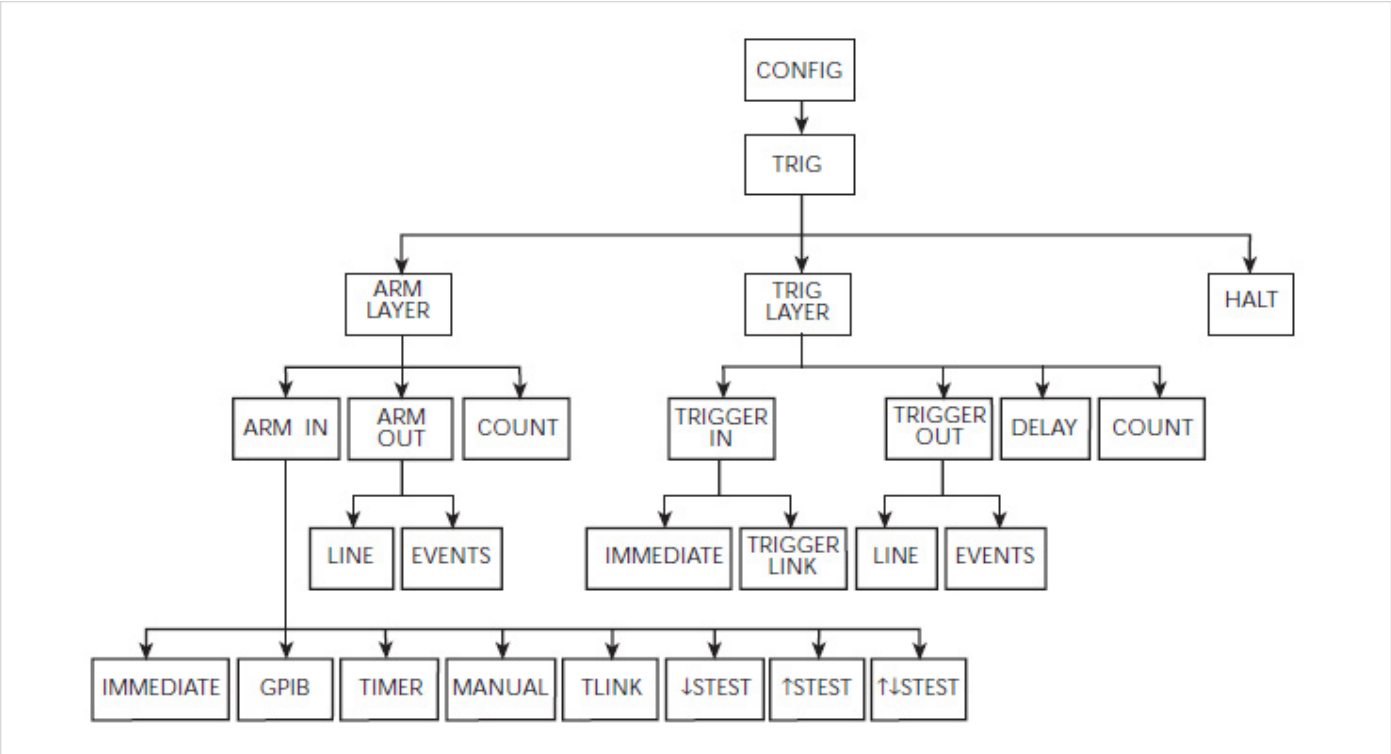 CONFIG
TRIG
ARM
LAYER
TRIG
LAYER
HALT
ARM IN
ARM
OUT
COUNT
TRIGGER
IN
TRIGGER
OUT
DELAY
COUNT
LINE
EVENTS
IMMEDIATE
TRIGGER
LINK
LINE
EVENTS
IMMEDIATE
GPIB
TIMER
MANUAL
TLINK
↓STEST
↑STEST
↑↓STEST